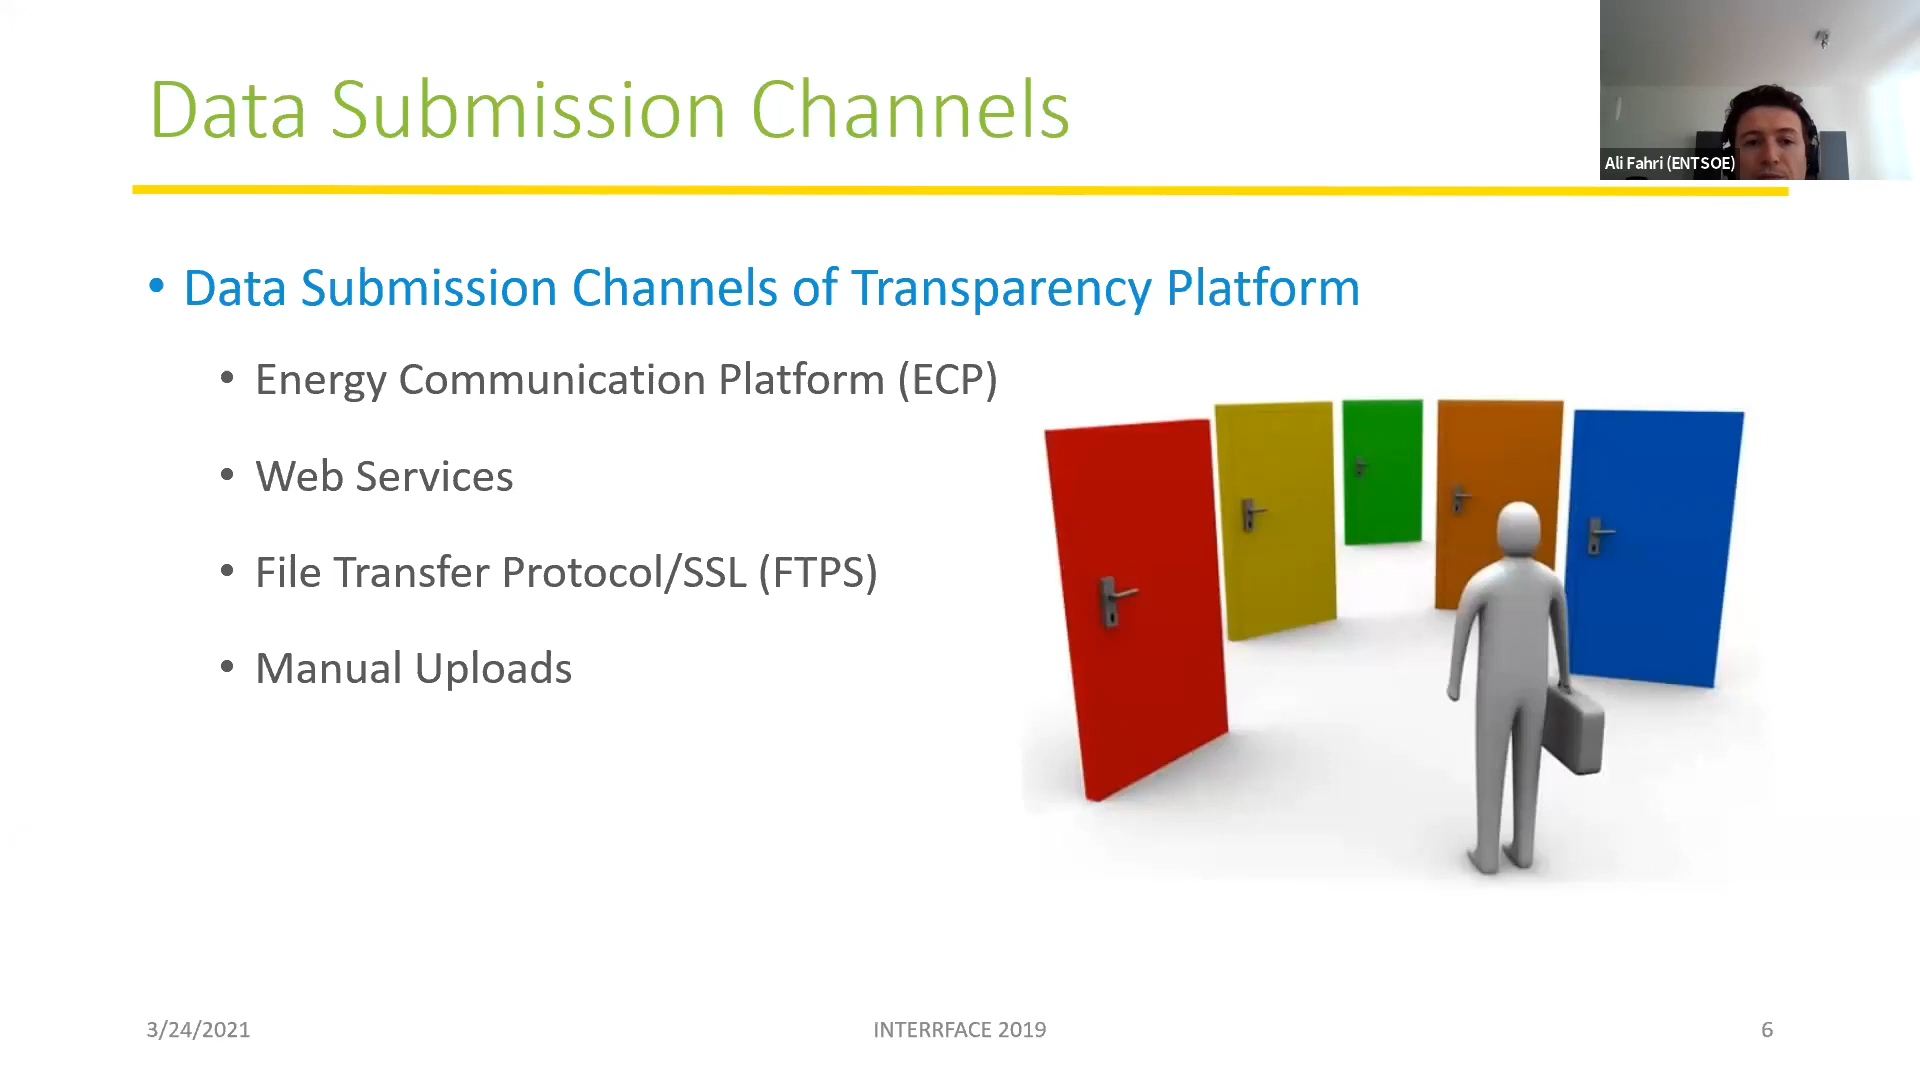 Data Submission Channels
Ali Fahri (ENTSOE)
• Data Submission Channels of Transparency Platform
• Energy Communication Platform (ECP)
• Web Services
• File Transfer Protocol/SSL (FTPS)
• Manual Uploads
3/24/2021
INTERRFACE 2019
6